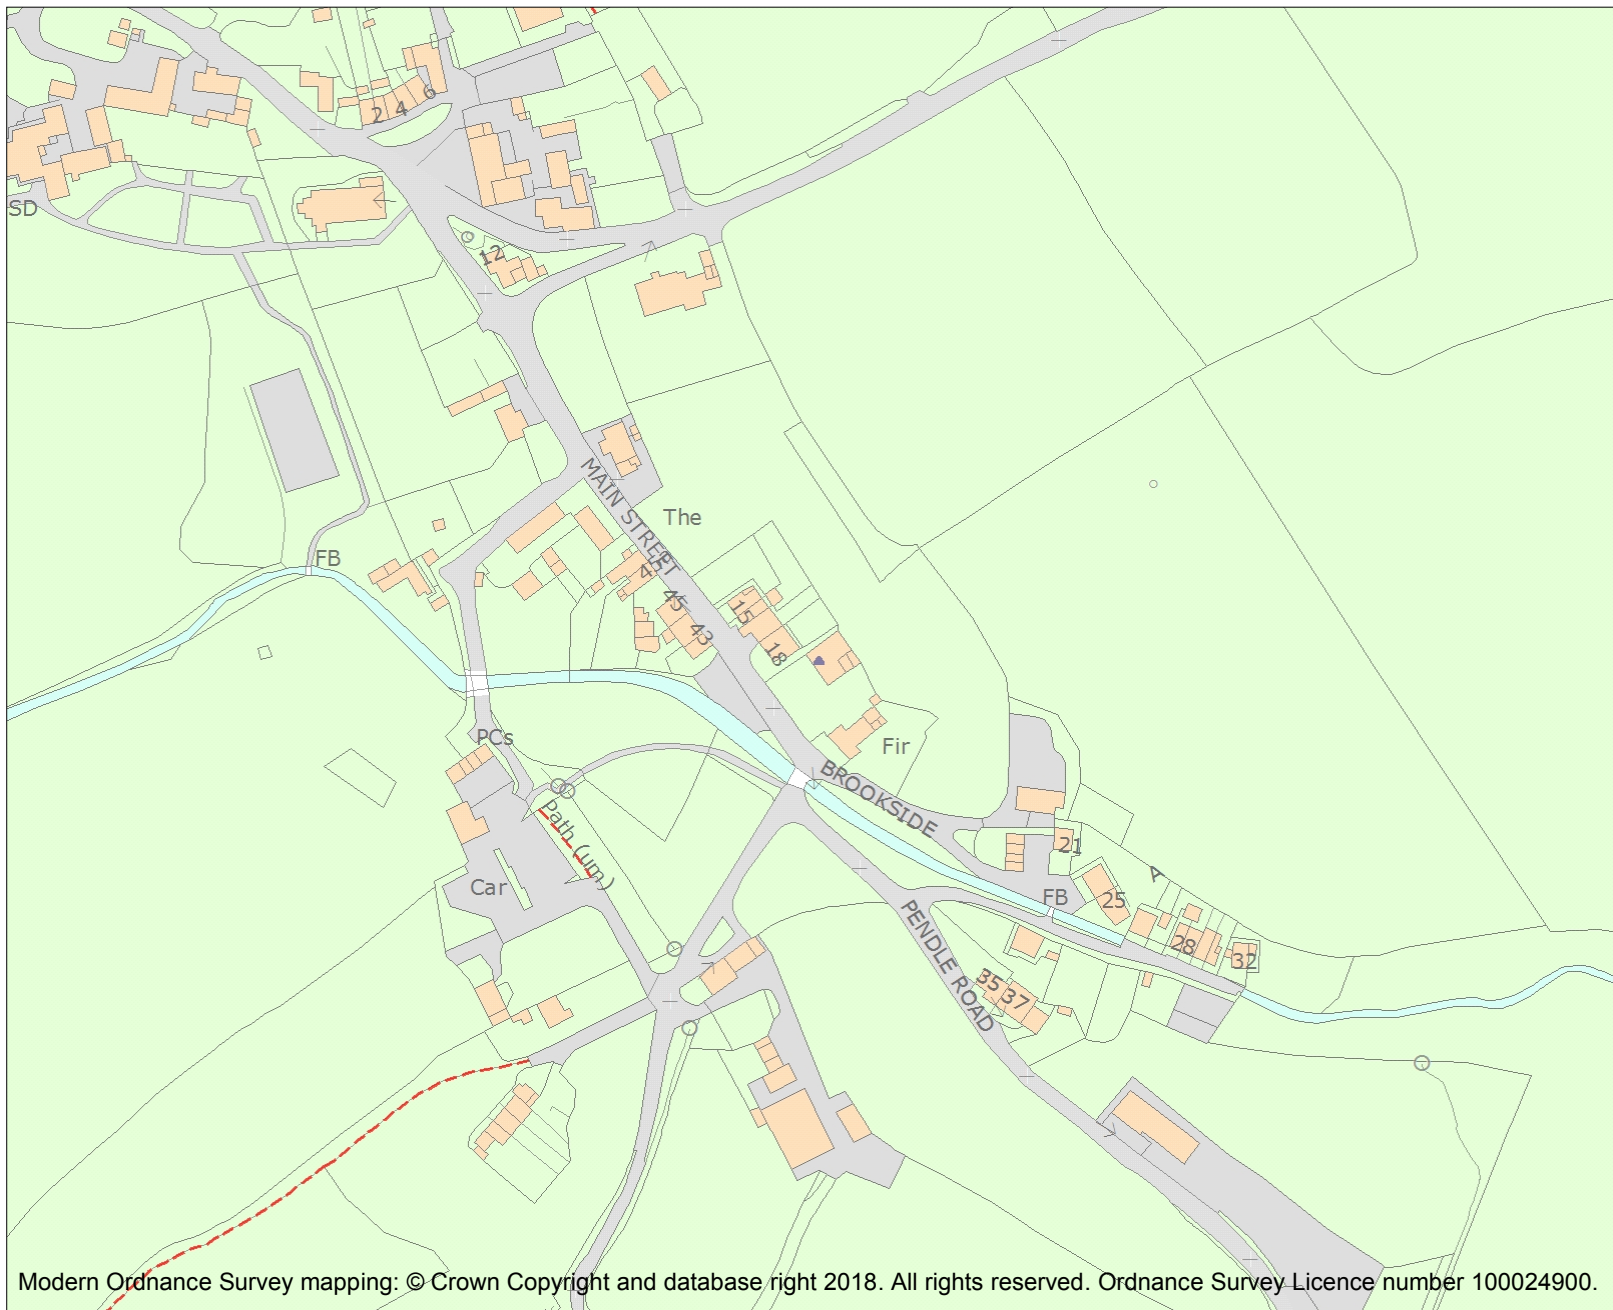 2 4 6
SD
12
MAIN STREET
The
FB
45
43
15
18
PCs
Fir
BROOKSIDE
Path (um)
21
Car
25
FB
A
PENDLE ROAD
28
32
35
37
Modern Ordnance Survey mapping: © Crown Copyright and database right 2018. All rights reserved. Ordnance Survey Licence number 100024900.